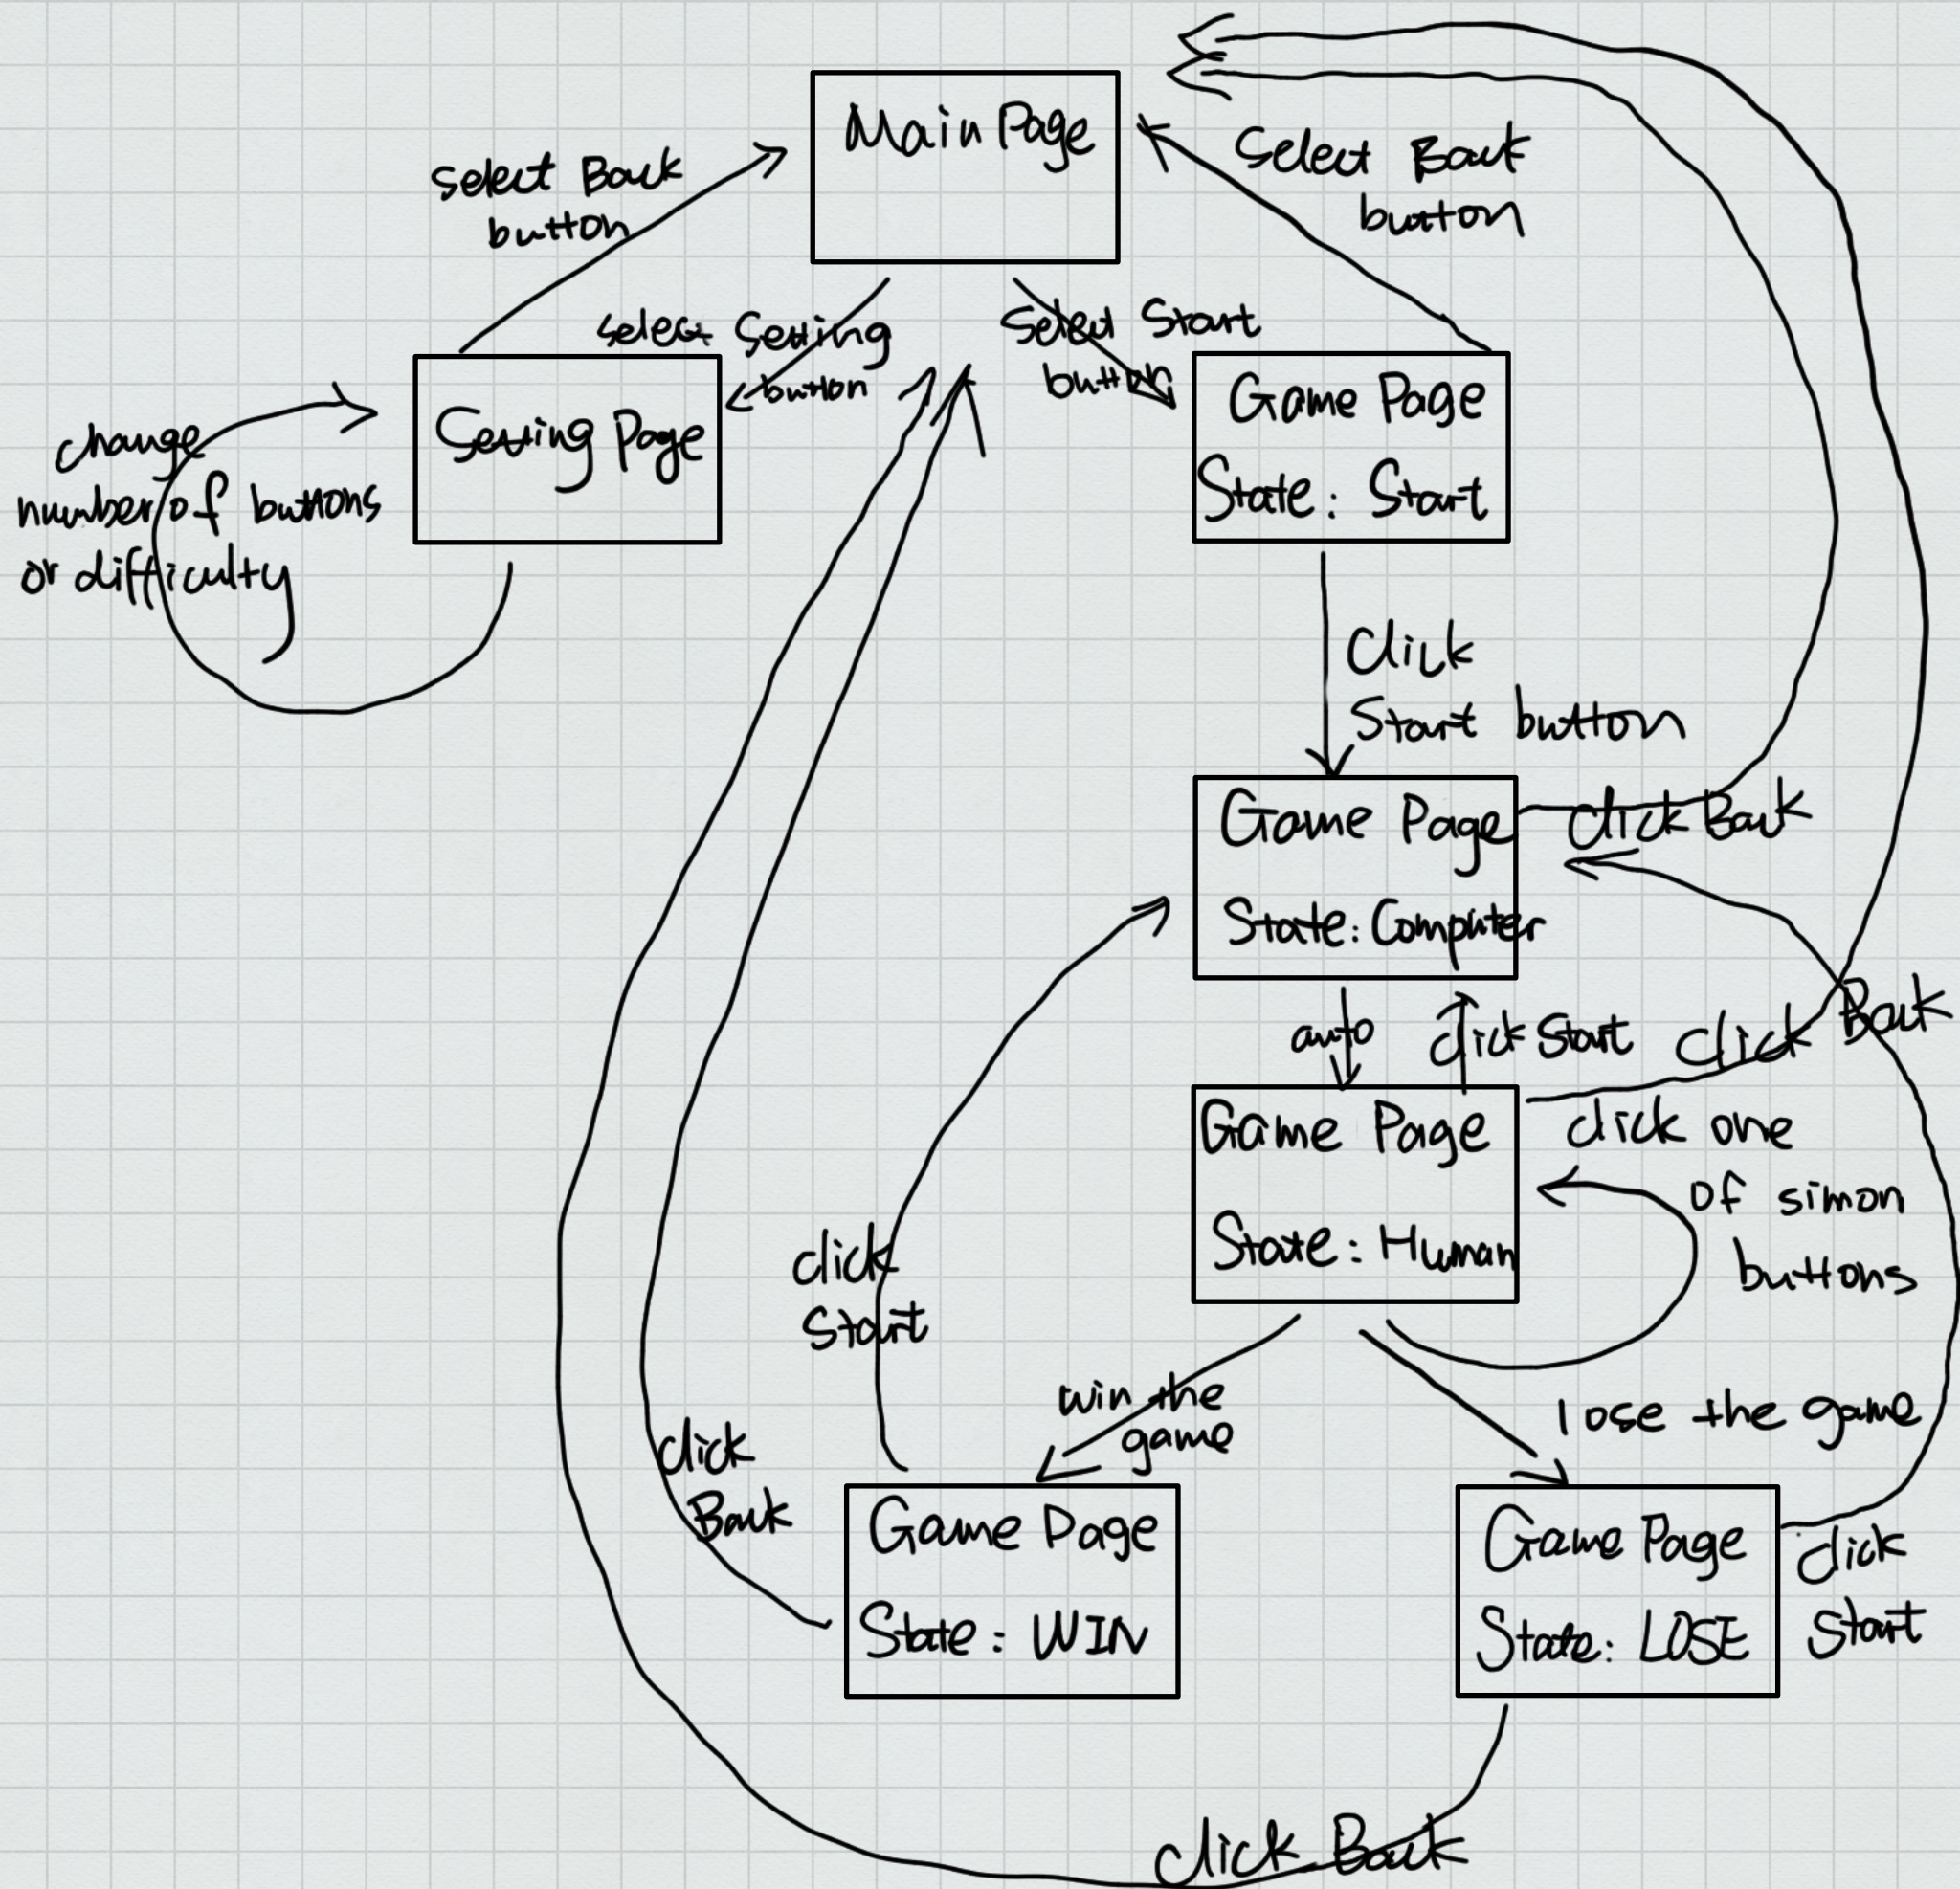 Main Page
select Back
button
Select Back
button
select Setting
button
Select Start
button
Setting Page
change
number of buttons
or difficulty
Game Page
State: Start
Click
Start button
Game Page
State: Computer
click Back
auto
click Start
click Back
Game Page
State: Human
click one
of simon
buttons
click
Start
win the
game
lose the game
click
Back
Game Page
State: WIN
Game Page
State: LOSE
click
Start
Click Back